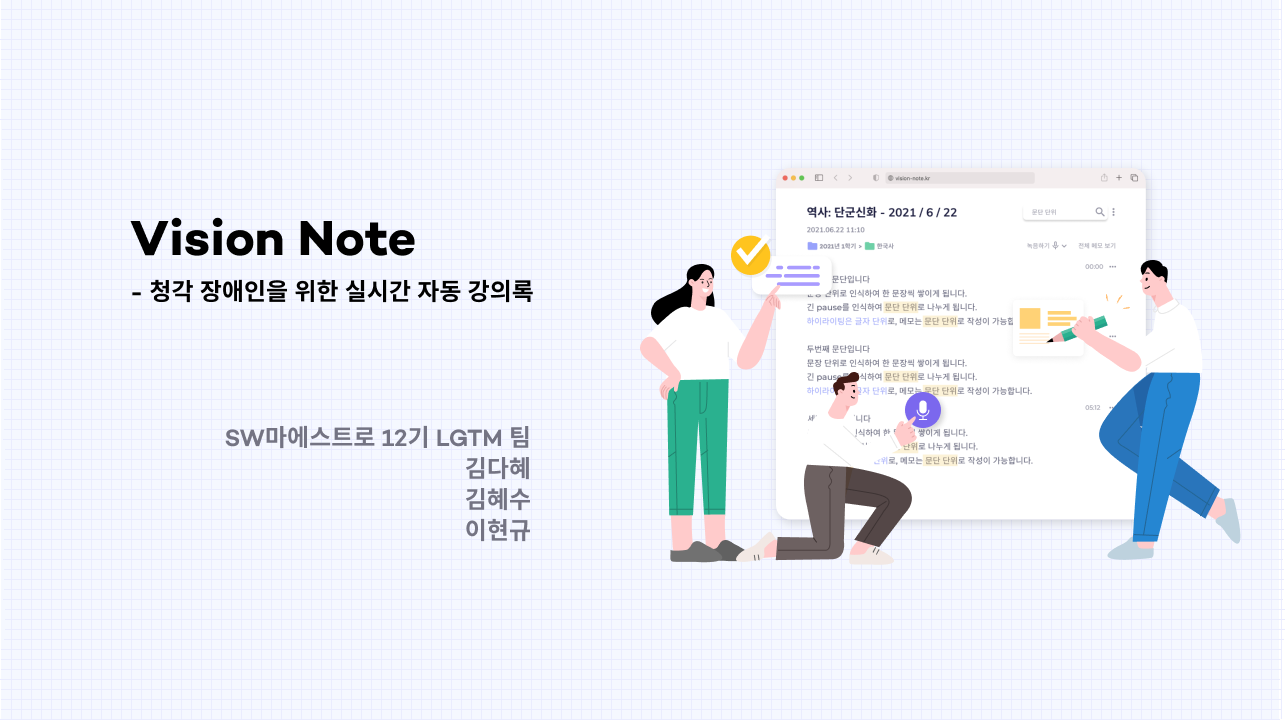 Vision Note
- 청각 장애인을 위한 실시간 자동 강의록
SW마에스트로 12기 LGTM 팀
김다혜
김혜수
이현규
vision-note.kr
역사: 단군신화 - 2021 / 6 / 22
문단 단위
2021.06.22 11:10
2021년 1학기 > 한국사
녹음하기
전체 메모 보기
00:00
문단입니다
문장 단위로 인식하여 한 문장씩 쌓이게 됩니다.
긴 pause를 인식하여 문단 단위로 나누게 됩니다.
하이라이팅은 글자 단위로, 메모는 문단 단위로 작성이 가능합
두번째 문단입니다
문장 단위로 인식하여 한 문장씩 쌓이게 됩니다.
긴 pause를 식하여 문단 단위로 나누게 됩니다.
하이라이 단위로, 메모는 문단 단위로 작성이 가능합니다.
05:12
니다
인식하여 한 쌓이게 됩니다.
단위로 나누게 됩니다.
단위로, 메모는 문단 단위로 작성이 가능합니다.